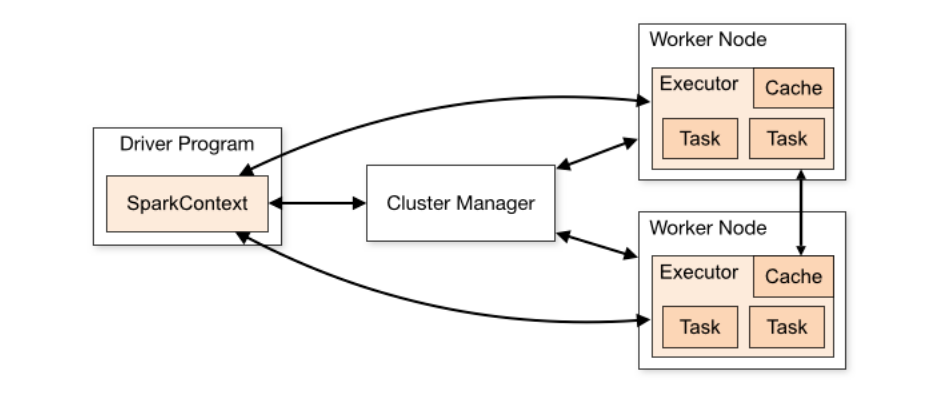 Driver Program
SparkContext
Cluster Manager
Worker Node
Executor
Cache
Task
Task
Worker Node
Executor
Cache
Task
Task